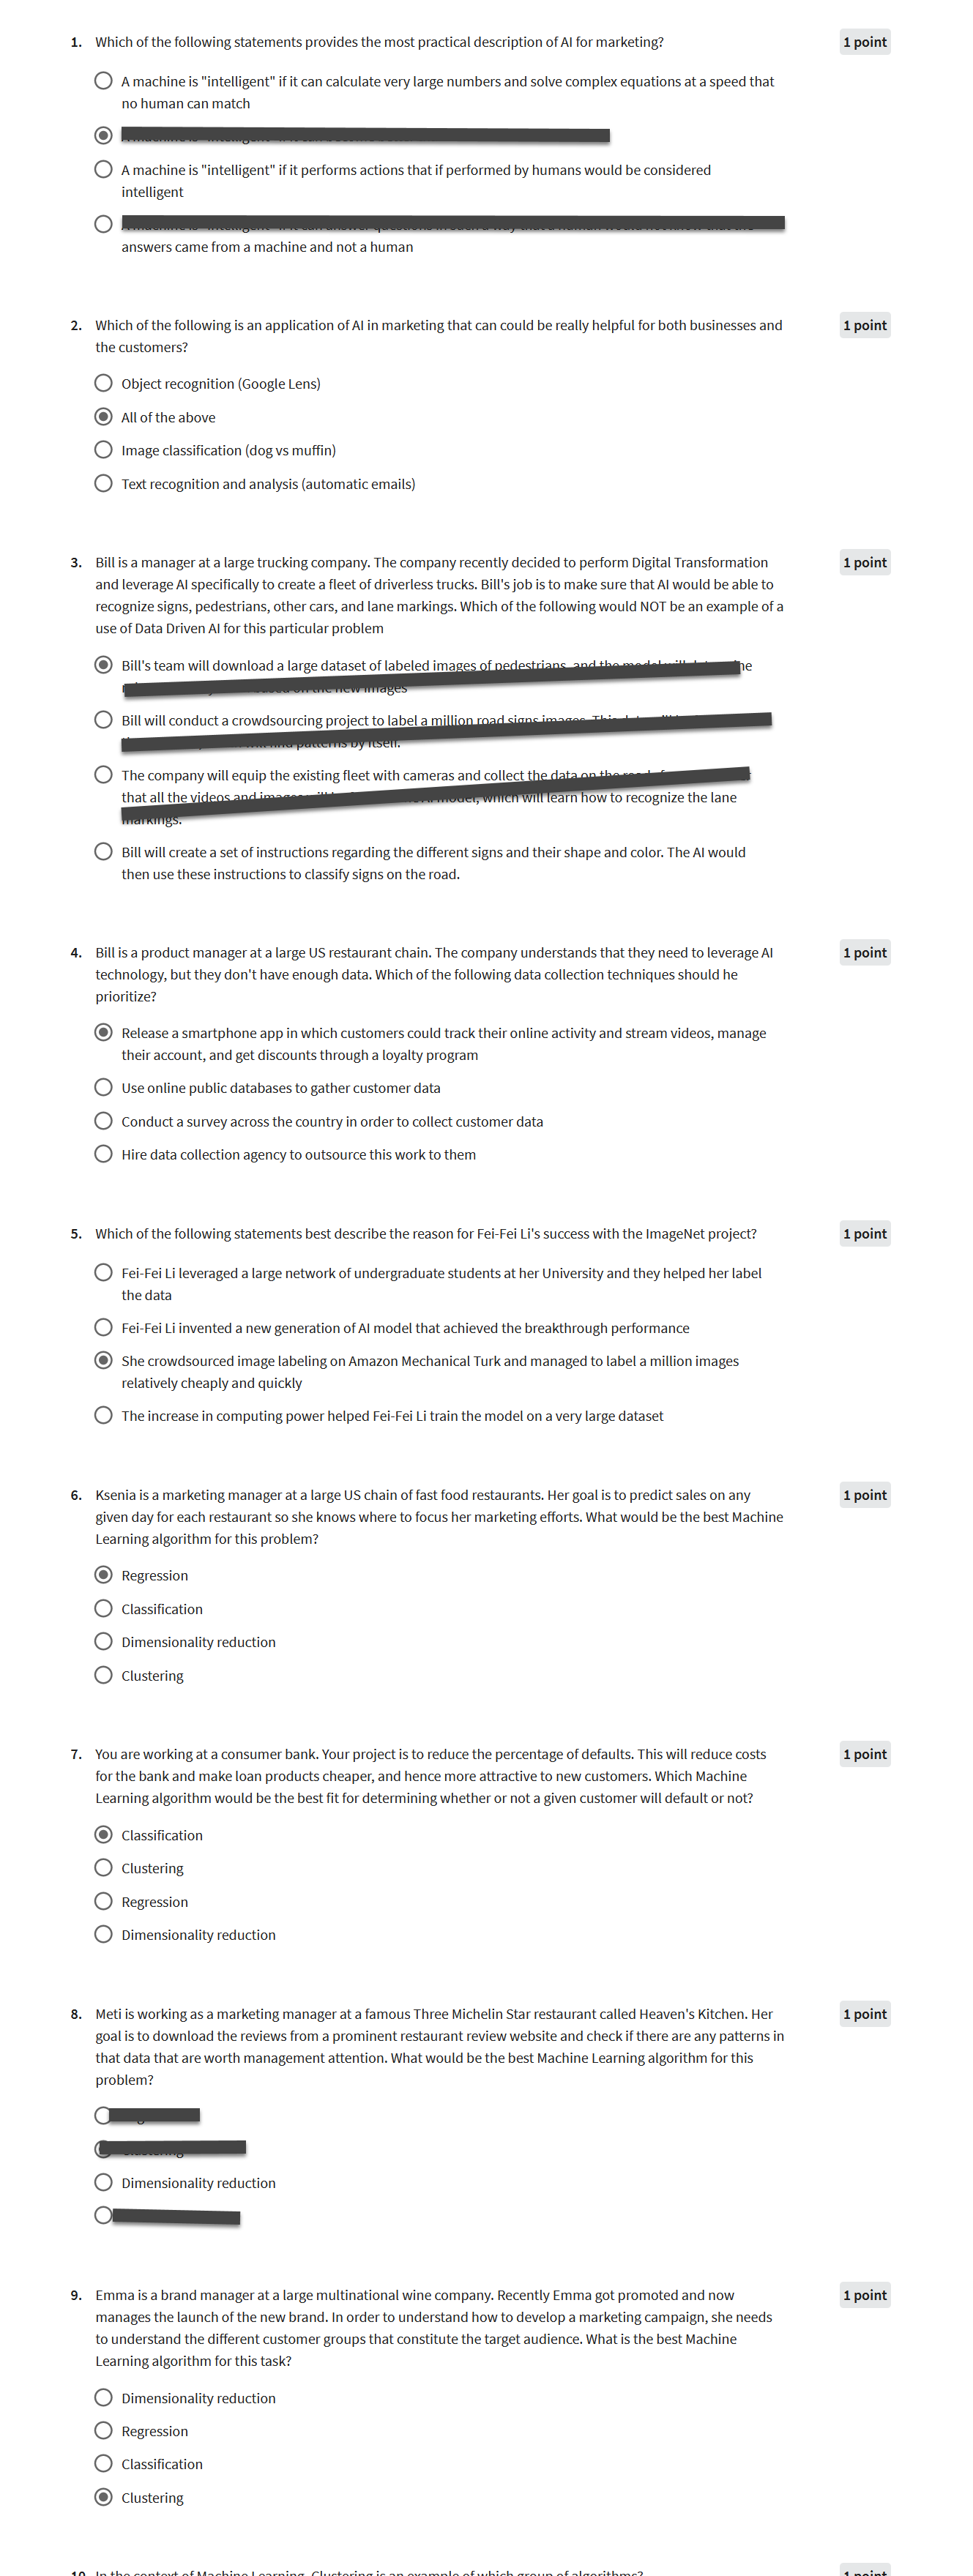 1. Which of the following statements provides the most practical description of AI for marketing?
1 point
A machine is "intelligent" if it can calculate very large numbers and solve complex equations at a speed that
no human can match
A machine is "intelligent" if it performs actions that if performed by humans would be considered
intelligent
answers came from a machine and not a human
2. Which of the following is an application of AI in marketing that can could be really helpful for both businesses and
the customers?
1 point
Object recognition (Google Lens)
All of the above
Image classification (dog vs muffin)
Text recognition and analysis (automatic emails)
3. Bill is a manager at a large trucking company. The company recently decided to perform Digital Transformation
and leverage AI specifically to create a fleet of driverless trucks. Bill's job is to make sure that AI would be able to
recognize signs, pedestrians, other cars, and lane markings. Which of the following would NOT be an example of a
use of Data Driven AI for this particular problem
1 point
Bill's team will download a large dataset of labeled images of pedestrians, and the
images
Bill will conduct a crowdsourcing project to label a million road signs images.
patterns by itself.
The company will equip the existing fleet with cameras and collect the data on the
that all the videos and which will learn how to recognize the lane
markings.
Bill will create a set of instructions regarding the different signs and their shape and color. The AI would
then use these instructions to classify signs on the road.
4. Bill is a product manager at a large US restaurant chain. The company understands that they need to leverage AI
technology, but they don't have enough data. Which of the following data collection techniques should he
prioritize?
1 point
Release a smartphone app in which customers could track their online activity and stream videos, manage
their account, and get discounts through a loyalty program
Use online public databases to gather customer data
Conduct a survey across the country in order to collect customer data
Hire data collection agency to outsource this work to them
5. Which of the following statements best describe the reason for Fei-Fei Li's success with the ImageNet project?
1 point
Fei-Fei Li leveraged a large network of undergraduate students at her University and they helped her label
the data
Fei-Fei Li invented a new generation of AI model that achieved the breakthrough performance
She crowdsourced image labeling on Amazon Mechanical Turk and managed to label a million images
relatively cheaply and quickly
The increase in computing power helped Fei-Fei Li train the model on a very large dataset
6. Ksenia is a marketing manager at a large US chain of fast food restaurants. Her goal is to predict sales on any
given day for each restaurant so she knows where to focus her marketing efforts. What would be the best Machine
Learning algorithm for this problem?
1 point
Regression
Classification
Dimensionality reduction
Clustering
7. You are working at a consumer bank. Your project is to reduce the percentage of defaults. This will reduce costs
for the bank and make loan products cheaper, and hence more attractive to new customers. Which Machine
Learning algorithm would be the best fit for determining whether or not a given customer will default or not?
1 point
Classification
Clustering
Regression
Dimensionality reduction
8. Meti is working as a marketing manager at a famous Three Michelin Star restaurant called Heaven's Kitchen. Her
goal is to download the reviews from a prominent restaurant review website and check if there are any patterns in
that data that are worth management attention. What would be the best Machine Learning algorithm for this
problem?
1 point
Dimensionality reduction
9. Emma is a brand manager at a large multinational wine company. Recently Emma got promoted and now
manages the launch of the new brand. In order to understand how to develop a marketing campaign, she needs
to understand the different customer groups that constitute the target audience. What is the best Machine
Learning algorithm for this task?
1 point
Dimensionality reduction
Regression
Classification
Clustering
10. In the context of Machine Learning, Clustering is an example of which group of algorithms?
1 point